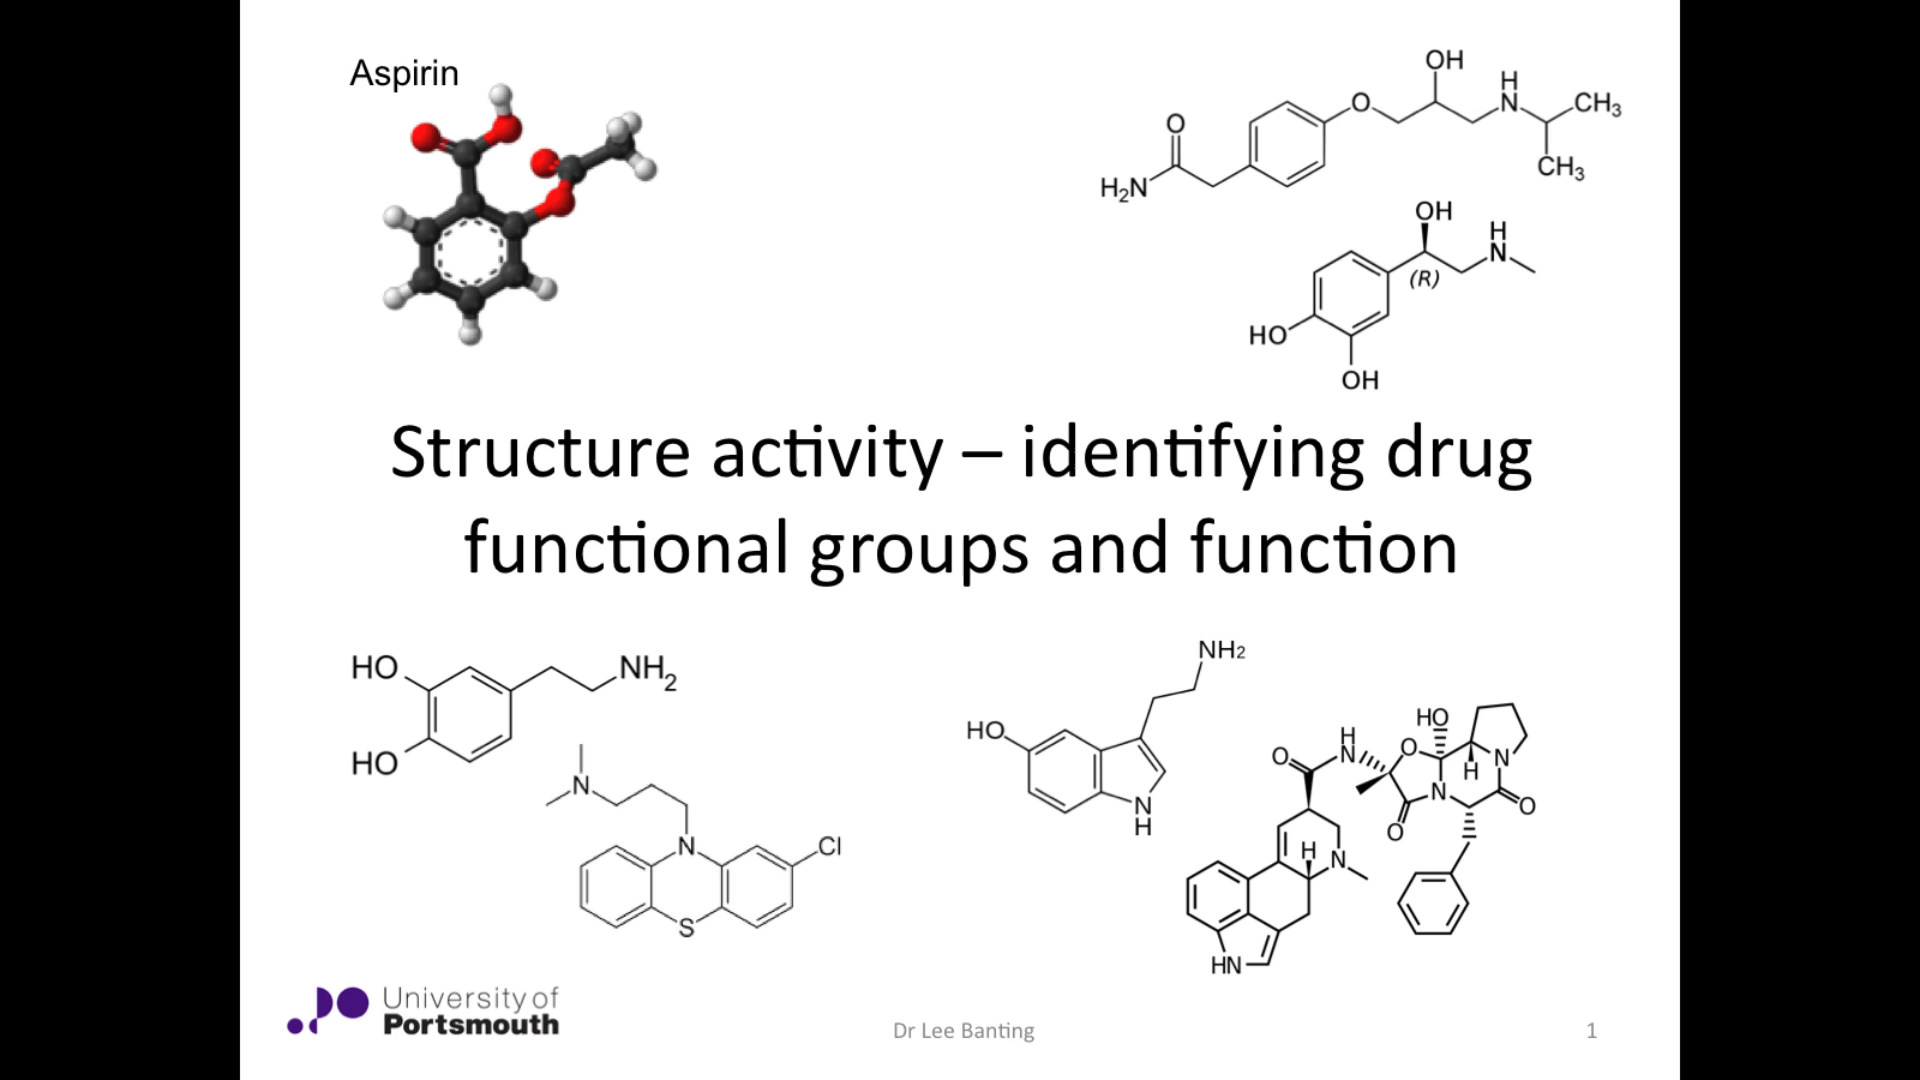 Aspirin
OH
H
N
CH3
CH3
O
O
H2N
OH
H
N
(R)
HO
OH
Structure activity – identifying drug
functional groups and function
HO
NH2
HO
N
N
Cl
S
NH2
HO
N
H
HO
H
N
O
O
H
N
N
O
O
H
N
HN
University of
Portsmouth
Dr Lee Banting
1